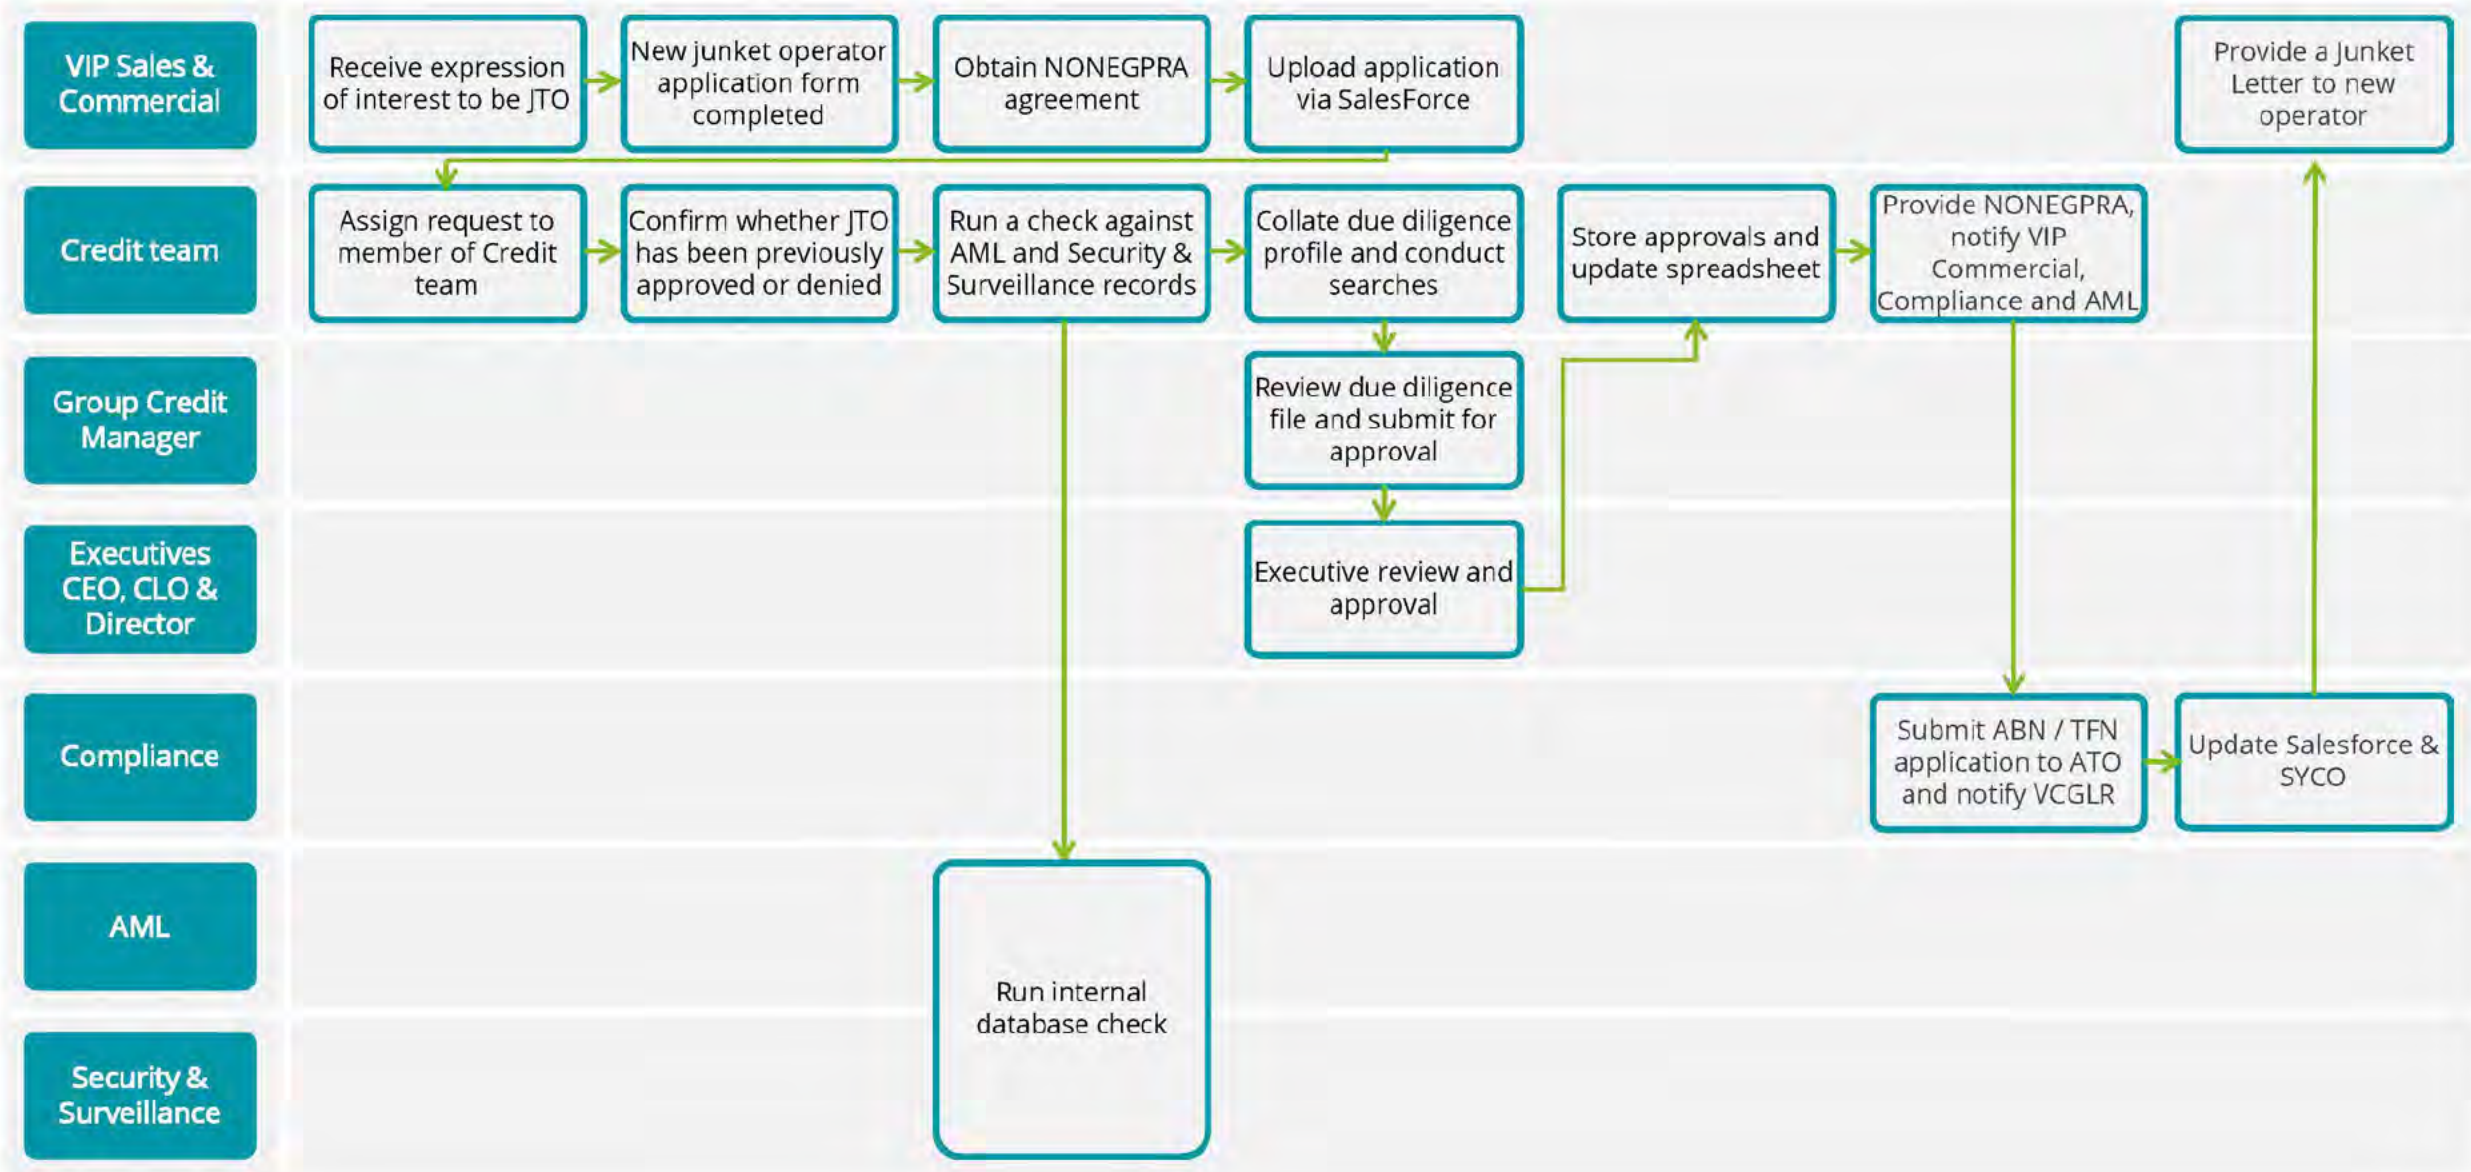 VIP Sales &
Commercial
Receive expression
of interest to be JTO
New junket operator
application form
completed
Obtain NONEGPRA
agreement
Upload application
via SalesForce
Provide a Junket
Letter to new
operator
Credit team
Assign request to
member of Credit
team
Confirm whether JTO
has been previously
approved or denied
Run a check against
AML and Security &
Surveillance records
Collate due diligence
profile and conduct
searches
Store approvals and
update spreadsheet
Provide NONEGPRA,
notify VIP
Commercial,
Compliance and AML
Group Credit
Manager
Review due diligence
file and submit for
approval
Executives
CEO, CLO &
Director
Executive review and
approval
Compliance
Submit ABN / TFN
application to ATO
and notify VCGLR
Update Salesforce &
SYCO
AML
Run internal
database check
Security &
Surveillance